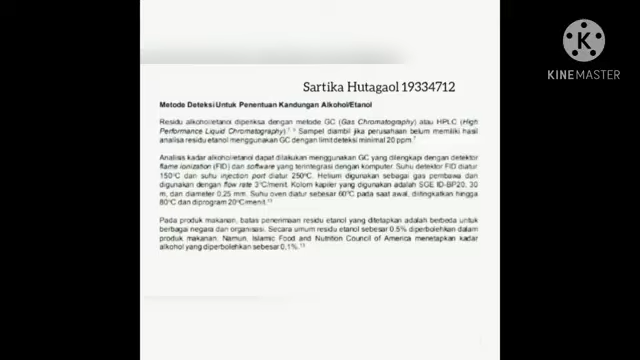 KINEMASTER
Sartika Hutagaol 19334712
Metode Deteksi Untuk Penentuan Kandungan Alkohol/Etanol
Residu alkohol/etanol diperiksa dengan metode GC (Gas Chromatography) atau HPLC (High
Performance Liquid Chromatography). Sampel diambil jika perusahaan belum memiliki hasil
analisa residu etanol menggunakan GC dengan limit deteksi minimal 20 ppm.
Analisis kadar alkohol/etanol dapat dilakukan menggunakan GC yang dilengkapi dengan detektor
flame ionization (FID) dan software yang terintegrasi dengan komputer. Suhu detektor FID diatur
150°C dan suhu injection port diatur 250°C. Helium digunakan sebagai gas pembawa dan
digunakan dengan flow rate 3°C/menit. Kolom kapiler yang digunakan adalah SGE ID-BP20, 30
m, dan diameter 0,25 mm. Suhu oven diatur sebesar 60°C pada saat awal, ditingkatkan hingga
80°C dan diprogram 20°C/menit.
Pada produk makanan, batas penerimaan residu etanol yang ditetapkan adalah berbeda untuk
berbagai negara dan organisasi. Secara umum residu etanol sebesar 0.5% diperbolehkan dalam
produk makanan. Namun, Islamic Food and Nutrition Council of America menetapkan kadar
alkohol yang diperbolehkan sebesar 0,1%.